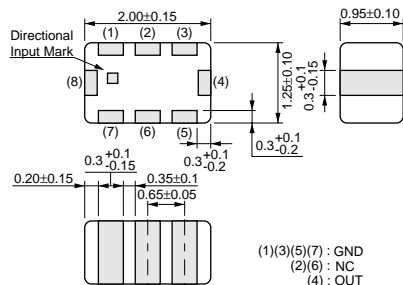 2.00±0.15
0.95±0.10
Directional
Input Mark
(1) (2) (3)
(8)
(4)
(7) (6) (5)
1.25±0.10
0.3 +0.1 -0.15
0.3 +0.1 -0.2
0.3 +0.1 -0.15
0.3 +0.1 -0.2
0.20±0.15
0.35±0.1
0.65±0.05
(1)(3)(5)(7) : GND
(2)(6) : NC
(4) : OUT